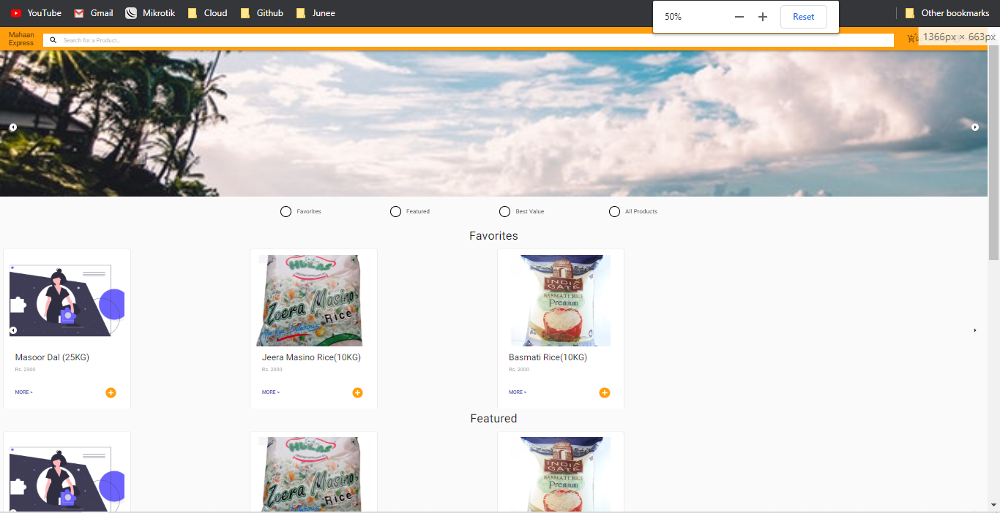 YouTube Gmail Mikrotik Cloud Github Junee
50% Reset
Other bookmarks
Mahaan
Express
Search for a Product...
1366px × 663px
Favorites Featured Best Value All Products
Favorites
HULAS
Jeera Masino
Rice
INDIA
GATE
BASMATI RICE
Premium
Masoor Dal (25KG) Jeera Masino Rice(10KG) Basmati Rice(10KG)
Rs. 2300 Rs. 2000 Rs. 2000
MORE > MORE > MORE >
Featured
HULAS
Jeera Masino
Rice
INDIA
GATE
BASMATI RICE
Premium